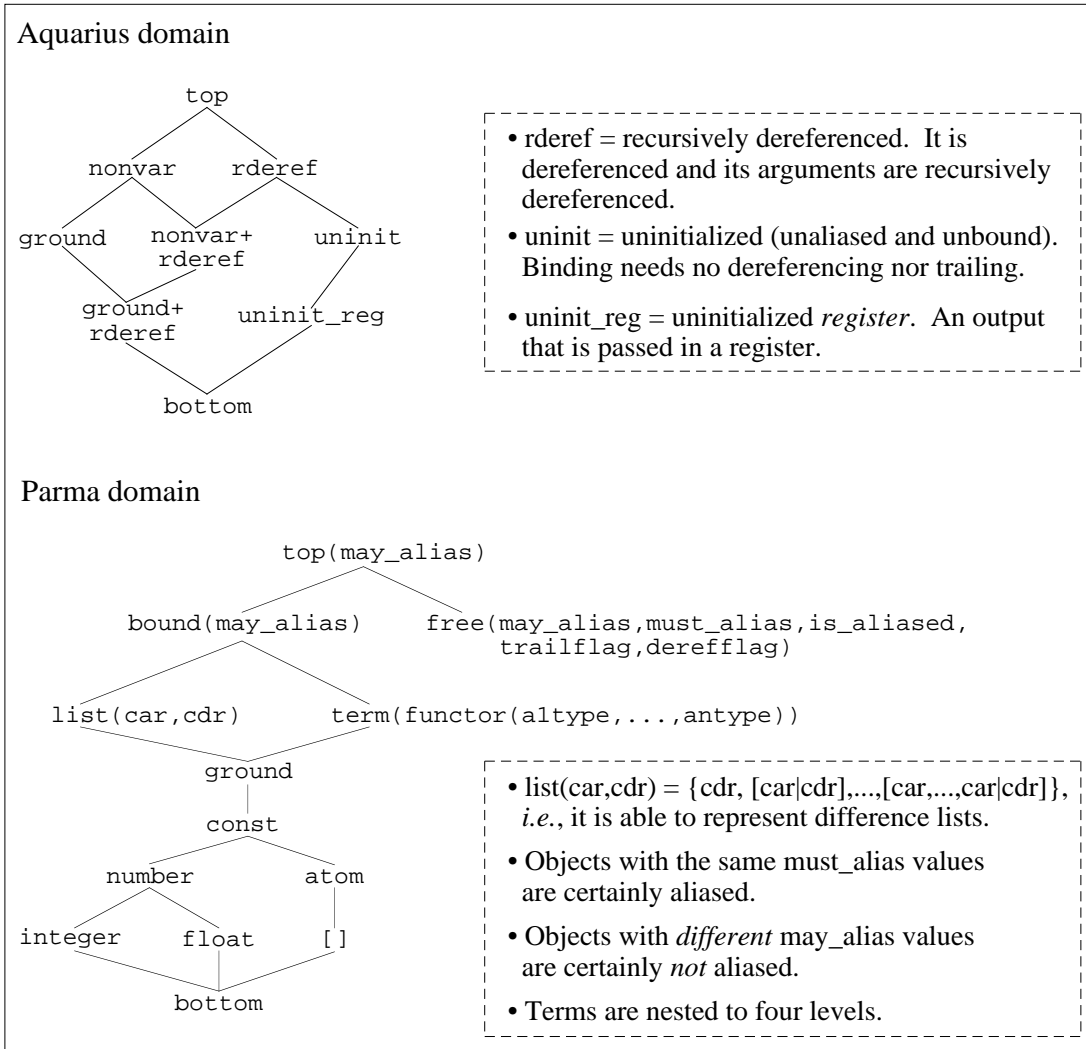 Aquarius domain
top
nonvar rderef
ground nonvar+ uninit
rderef
ground+ uninit_reg
rderef
bottom
• rderef = recursively dereferenced. It is
dereferenced and its arguments are recursively
dereferenced.
• uninit = uninitialized (unaliased and unbound).
Binding needs no dereferencing nor trailing.
• uninit_reg = uninitialized register. An output
that is passed in a register.
Parma domain
top(may_alias)
bound(may_alias) free(may_alias,must_alias,is_aliased,
trailflag,derefflag)
list(car,cdr) term(functor(a1type,...,antype))
ground
const
number atom
integer float []
bottom
• list(car,cdr) = {cdr, [car|cdr],...,[car,...,car|cdr]},
i.e., it is able to represent difference lists.
• Objects with the same must_alias values
are certainly aliased.
• Objects with different may_alias values
are certainly not aliased.
• Terms are nested to four levels.